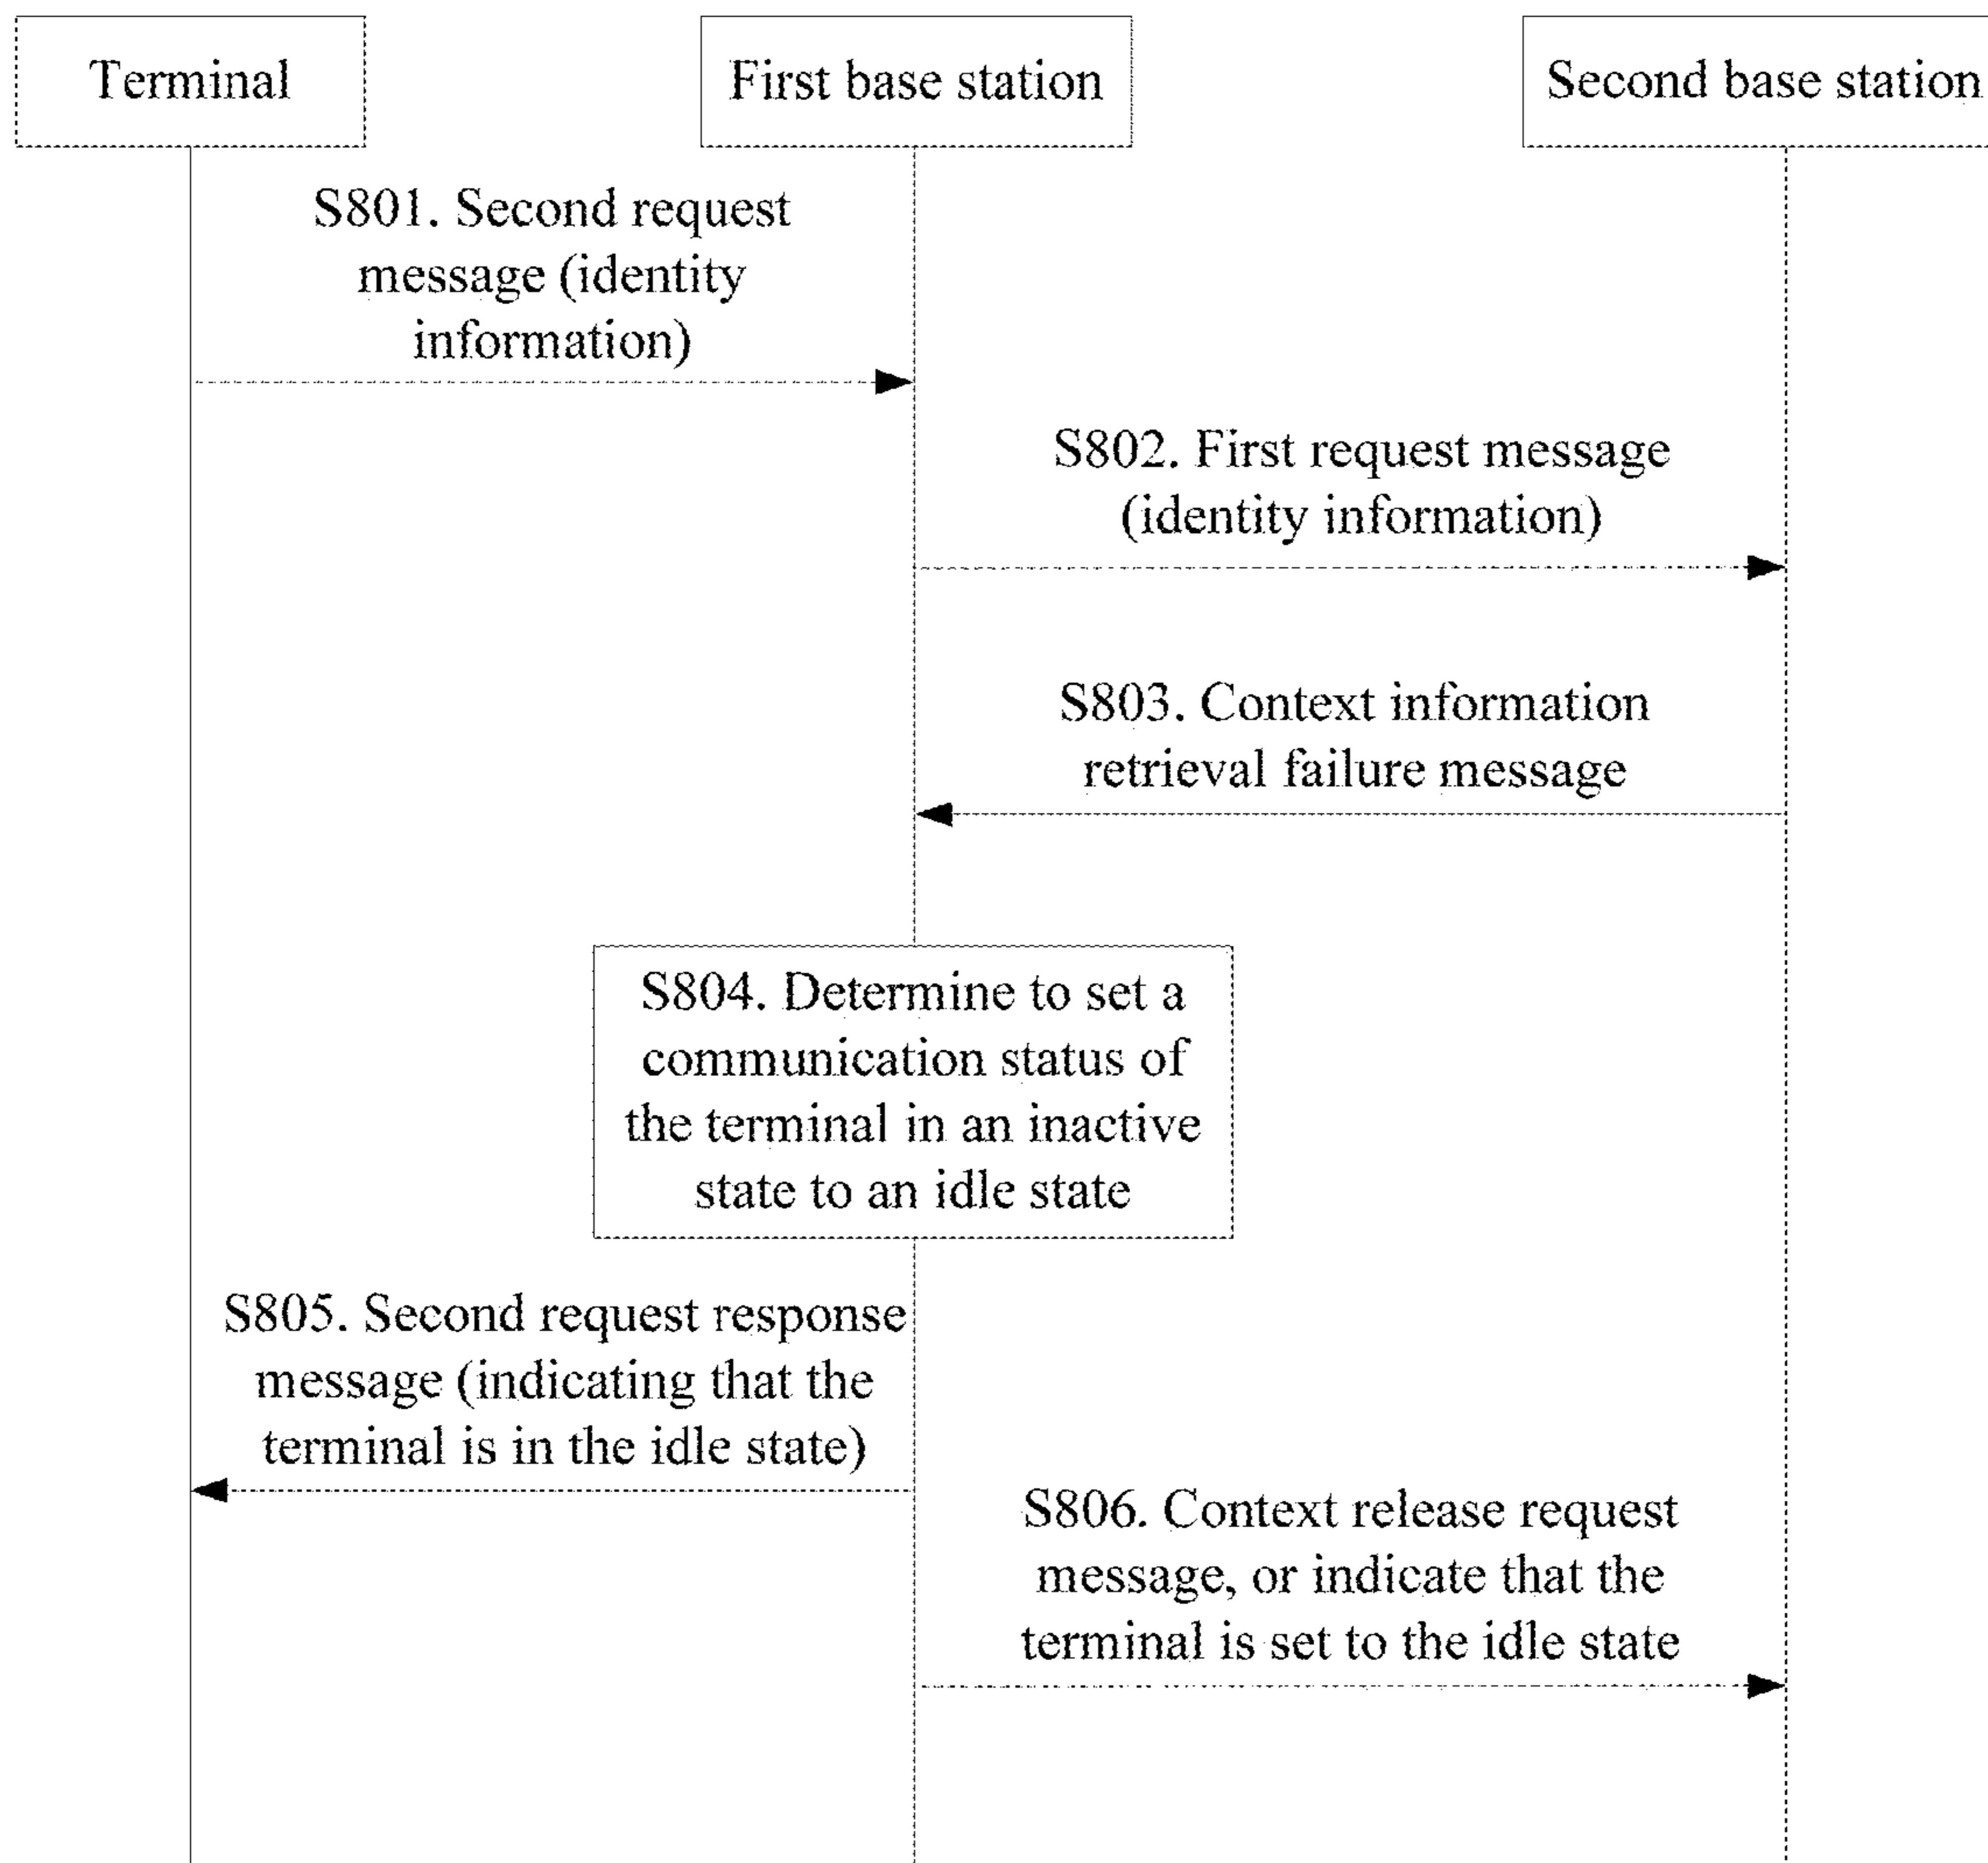 Terminal
First base station
Second base station
S801. Second request
message (identity
information)
S802. First request message
(identity information)
S803. Context information
retrieval failure message
S804. Determine to set a
communication status of
the terminal in an inactive
state to an idle state
S805. Second request response
message (indicating that the
terminal is in the idle state)
S806. Context release request
message, or indicate that the
terminal is set to the idle state